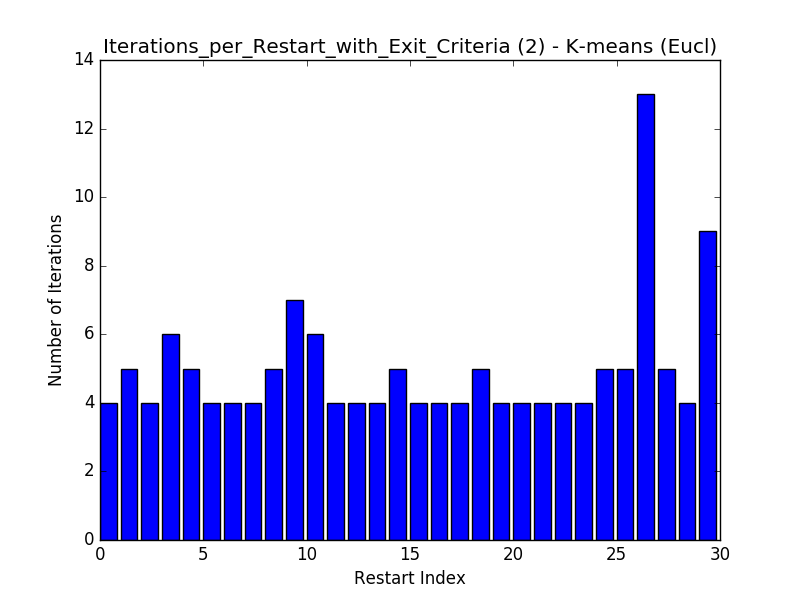 Iterations_per_Restart_with_Exit_Criteria (2) - K-means (Eucl)
14
12
10
8
6
4
2
0
Number of Iterations
0 5 10 15 20 25 30
Restart Index